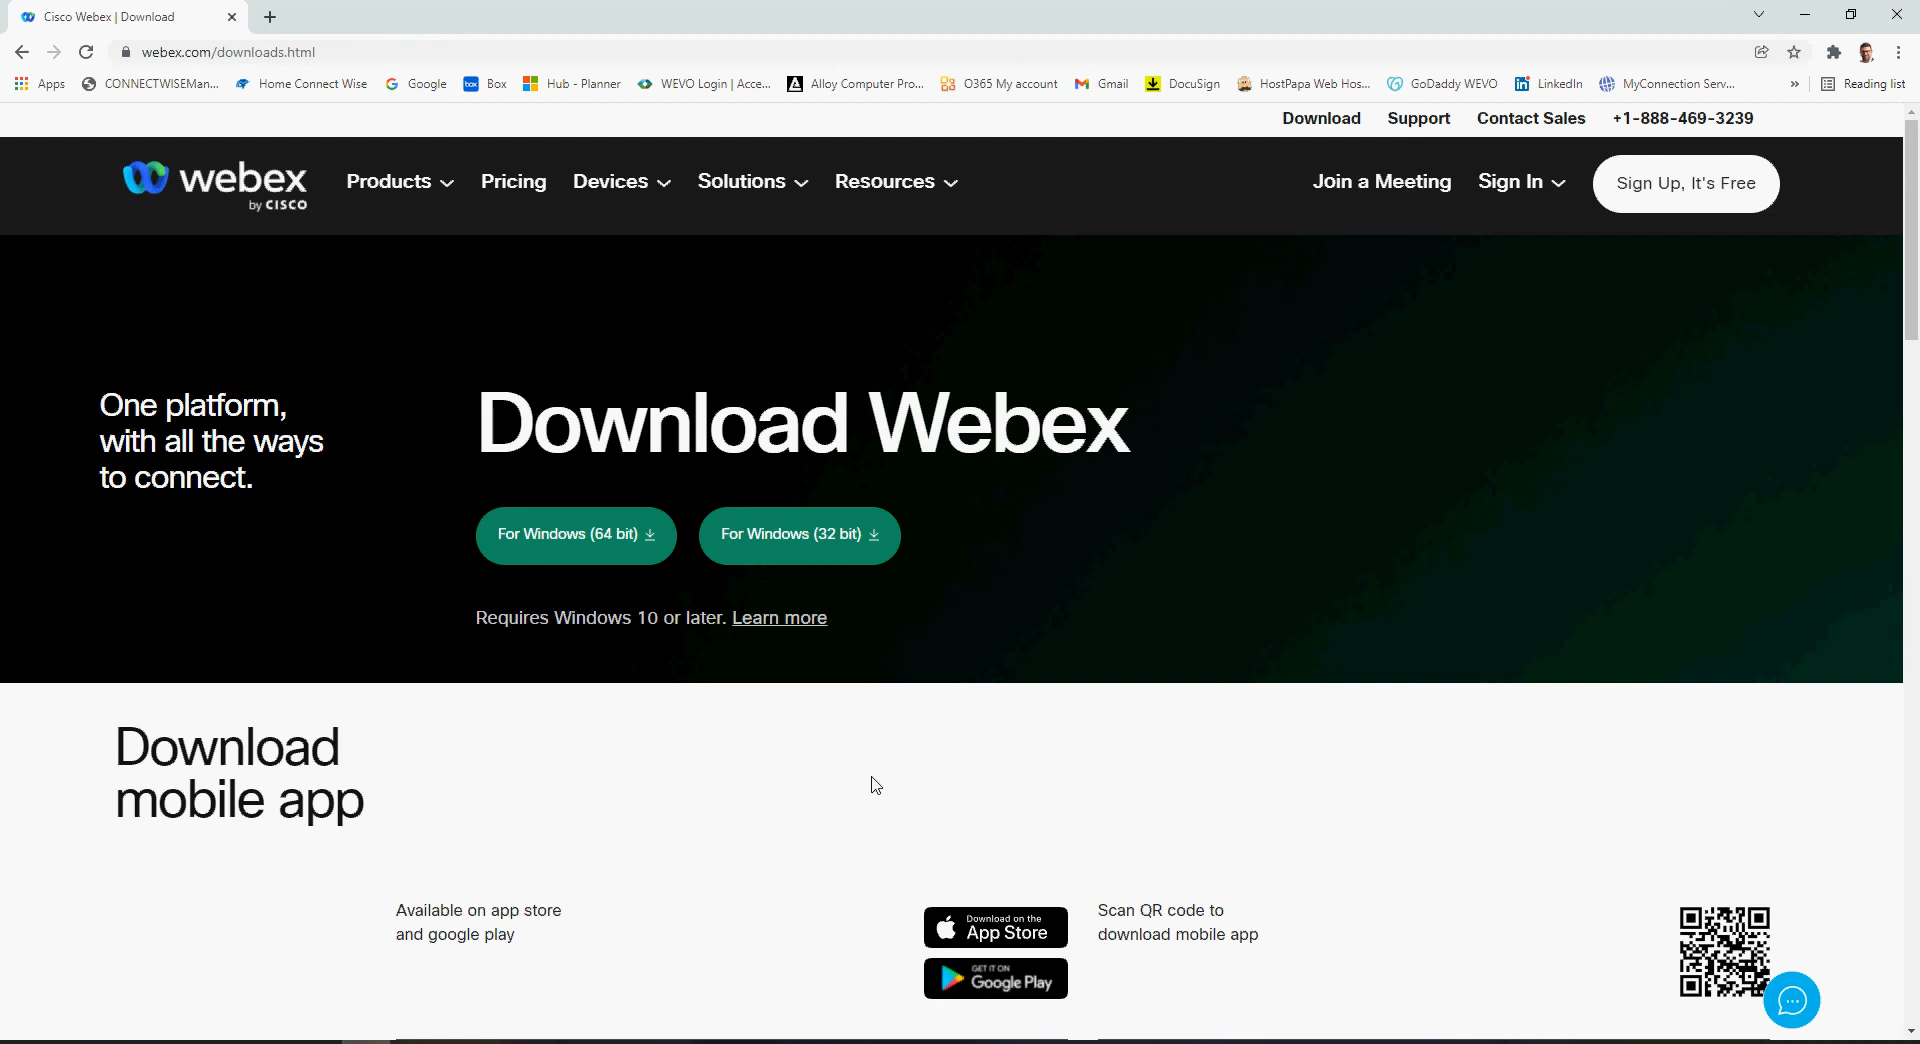 Cisco Webex | Download
webex.com/downloads.html
Apps
CONNECTWISEMan...
Home Connect Wise
Google
box
Box
Hub - Planner
WEVO Login | Acce...
Alloy Computer Pro...
O365 My account
Gmail
DocuSign
HostPapa Web Hos...
GoDaddy WEVO
in
LinkedIn
MyConnection Serv...
»
Reading list
Download
Support
Contact Sales
+1-888-469-3239
webex
by CISCO
Products
Pricing
Devices
Solutions
Resources
Join a Meeting
Sign In
Sign Up, It's Free
One platform,
with all the ways
to connect.
Download Webex
For Windows (64 bit)
For Windows (32 bit)
Requires Windows 10 or later. Learn more
Download
mobile app
Available on app store
and google play
Download on the
App Store
GET IT ON
Google Play
Scan QR code to
download mobile app